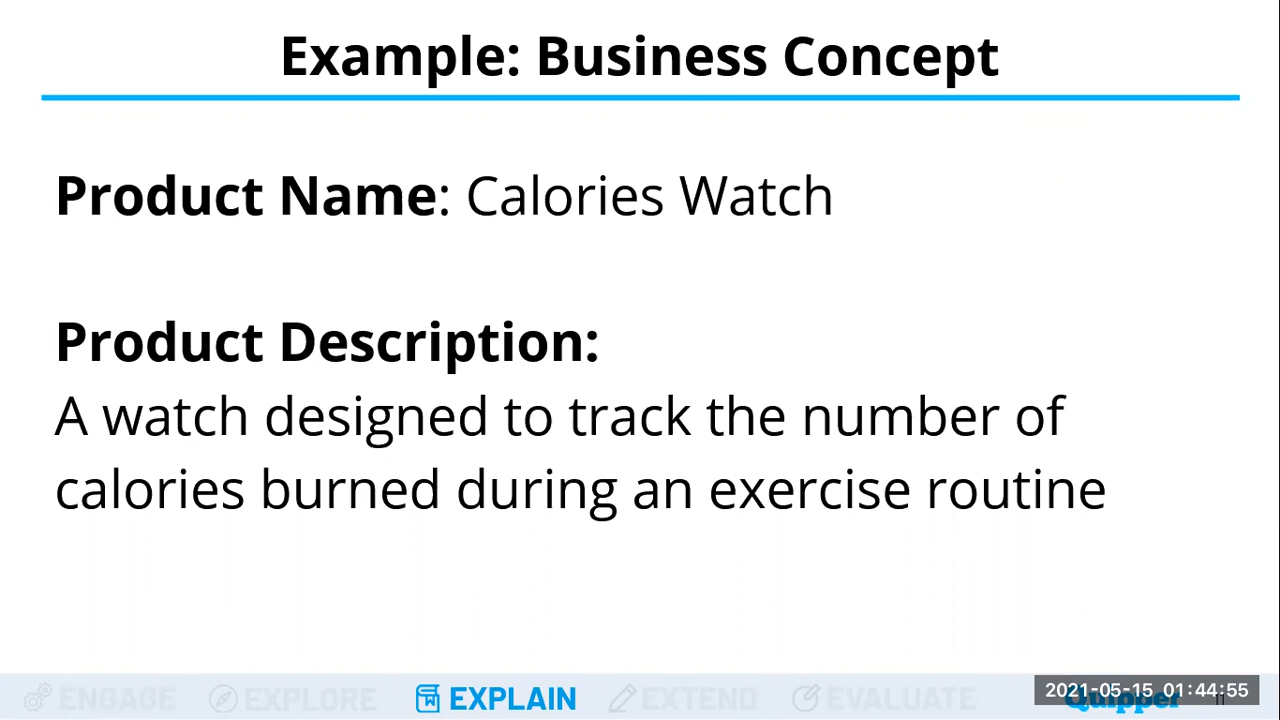 Example: Business Concept
Product Name: Calories Watch
Product Description:
A watch designed to track the number of
calories burned during an exercise routine
ENGAGE EXPLORE EXPLAIN EXTEND EVALUATE Quipper
2021-05-15 01:44:55